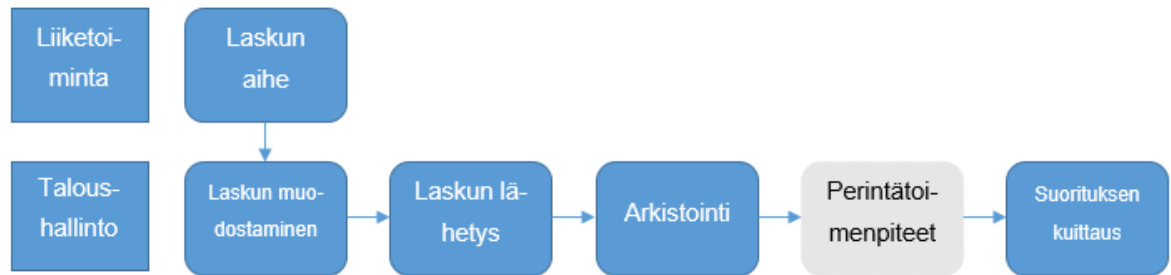 Liiketoi-
minta
Laskun
aihe
Talous-
hallinto
Laskun muo-
dostaminen
Laskun lä-
hetys
Arkistointi
Perintätoi-
menpiteet
Suorituksen
kuittaus